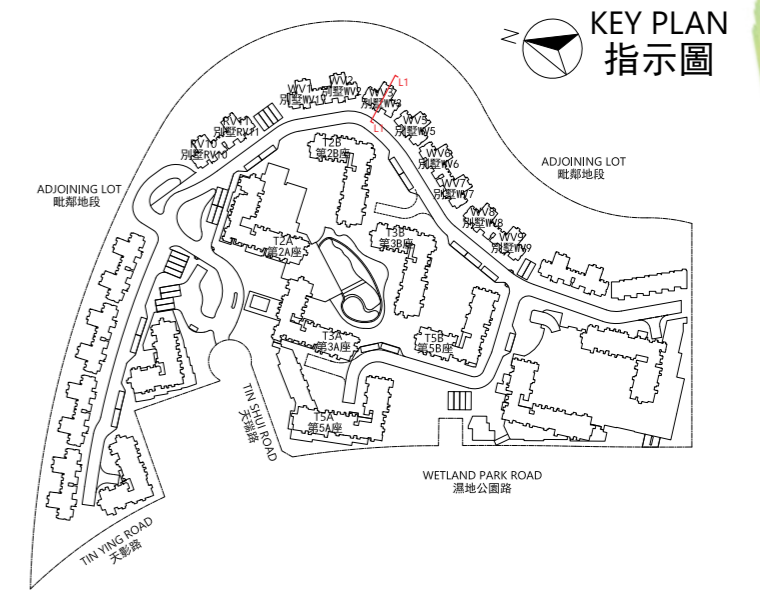 KEY PLAN
指示圖
N
L1
L1
WV1
別墅WV1
WV2
別墅WV2
WV3
別墅WV3
RV11
別墅RV11
RV10
別墅RV10
WV5
別墅WV5
WV6
別墅WV6
WV7
別墅WV7
WV8
別墅WV8
WV9
別墅WV9
T2B
第2B座
ADJOINING LOT
毗鄰地段
ADJOINING LOT
毗鄰地段
T2A
第2A座
T3B
第3B座
T3A
第3A座
T5B
第5B座
T5A
第5A座
TIN SHUI ROAD
天瑞路
WETLAND PARK ROAD
濕地公園路
TIN YING ROAD
天影路